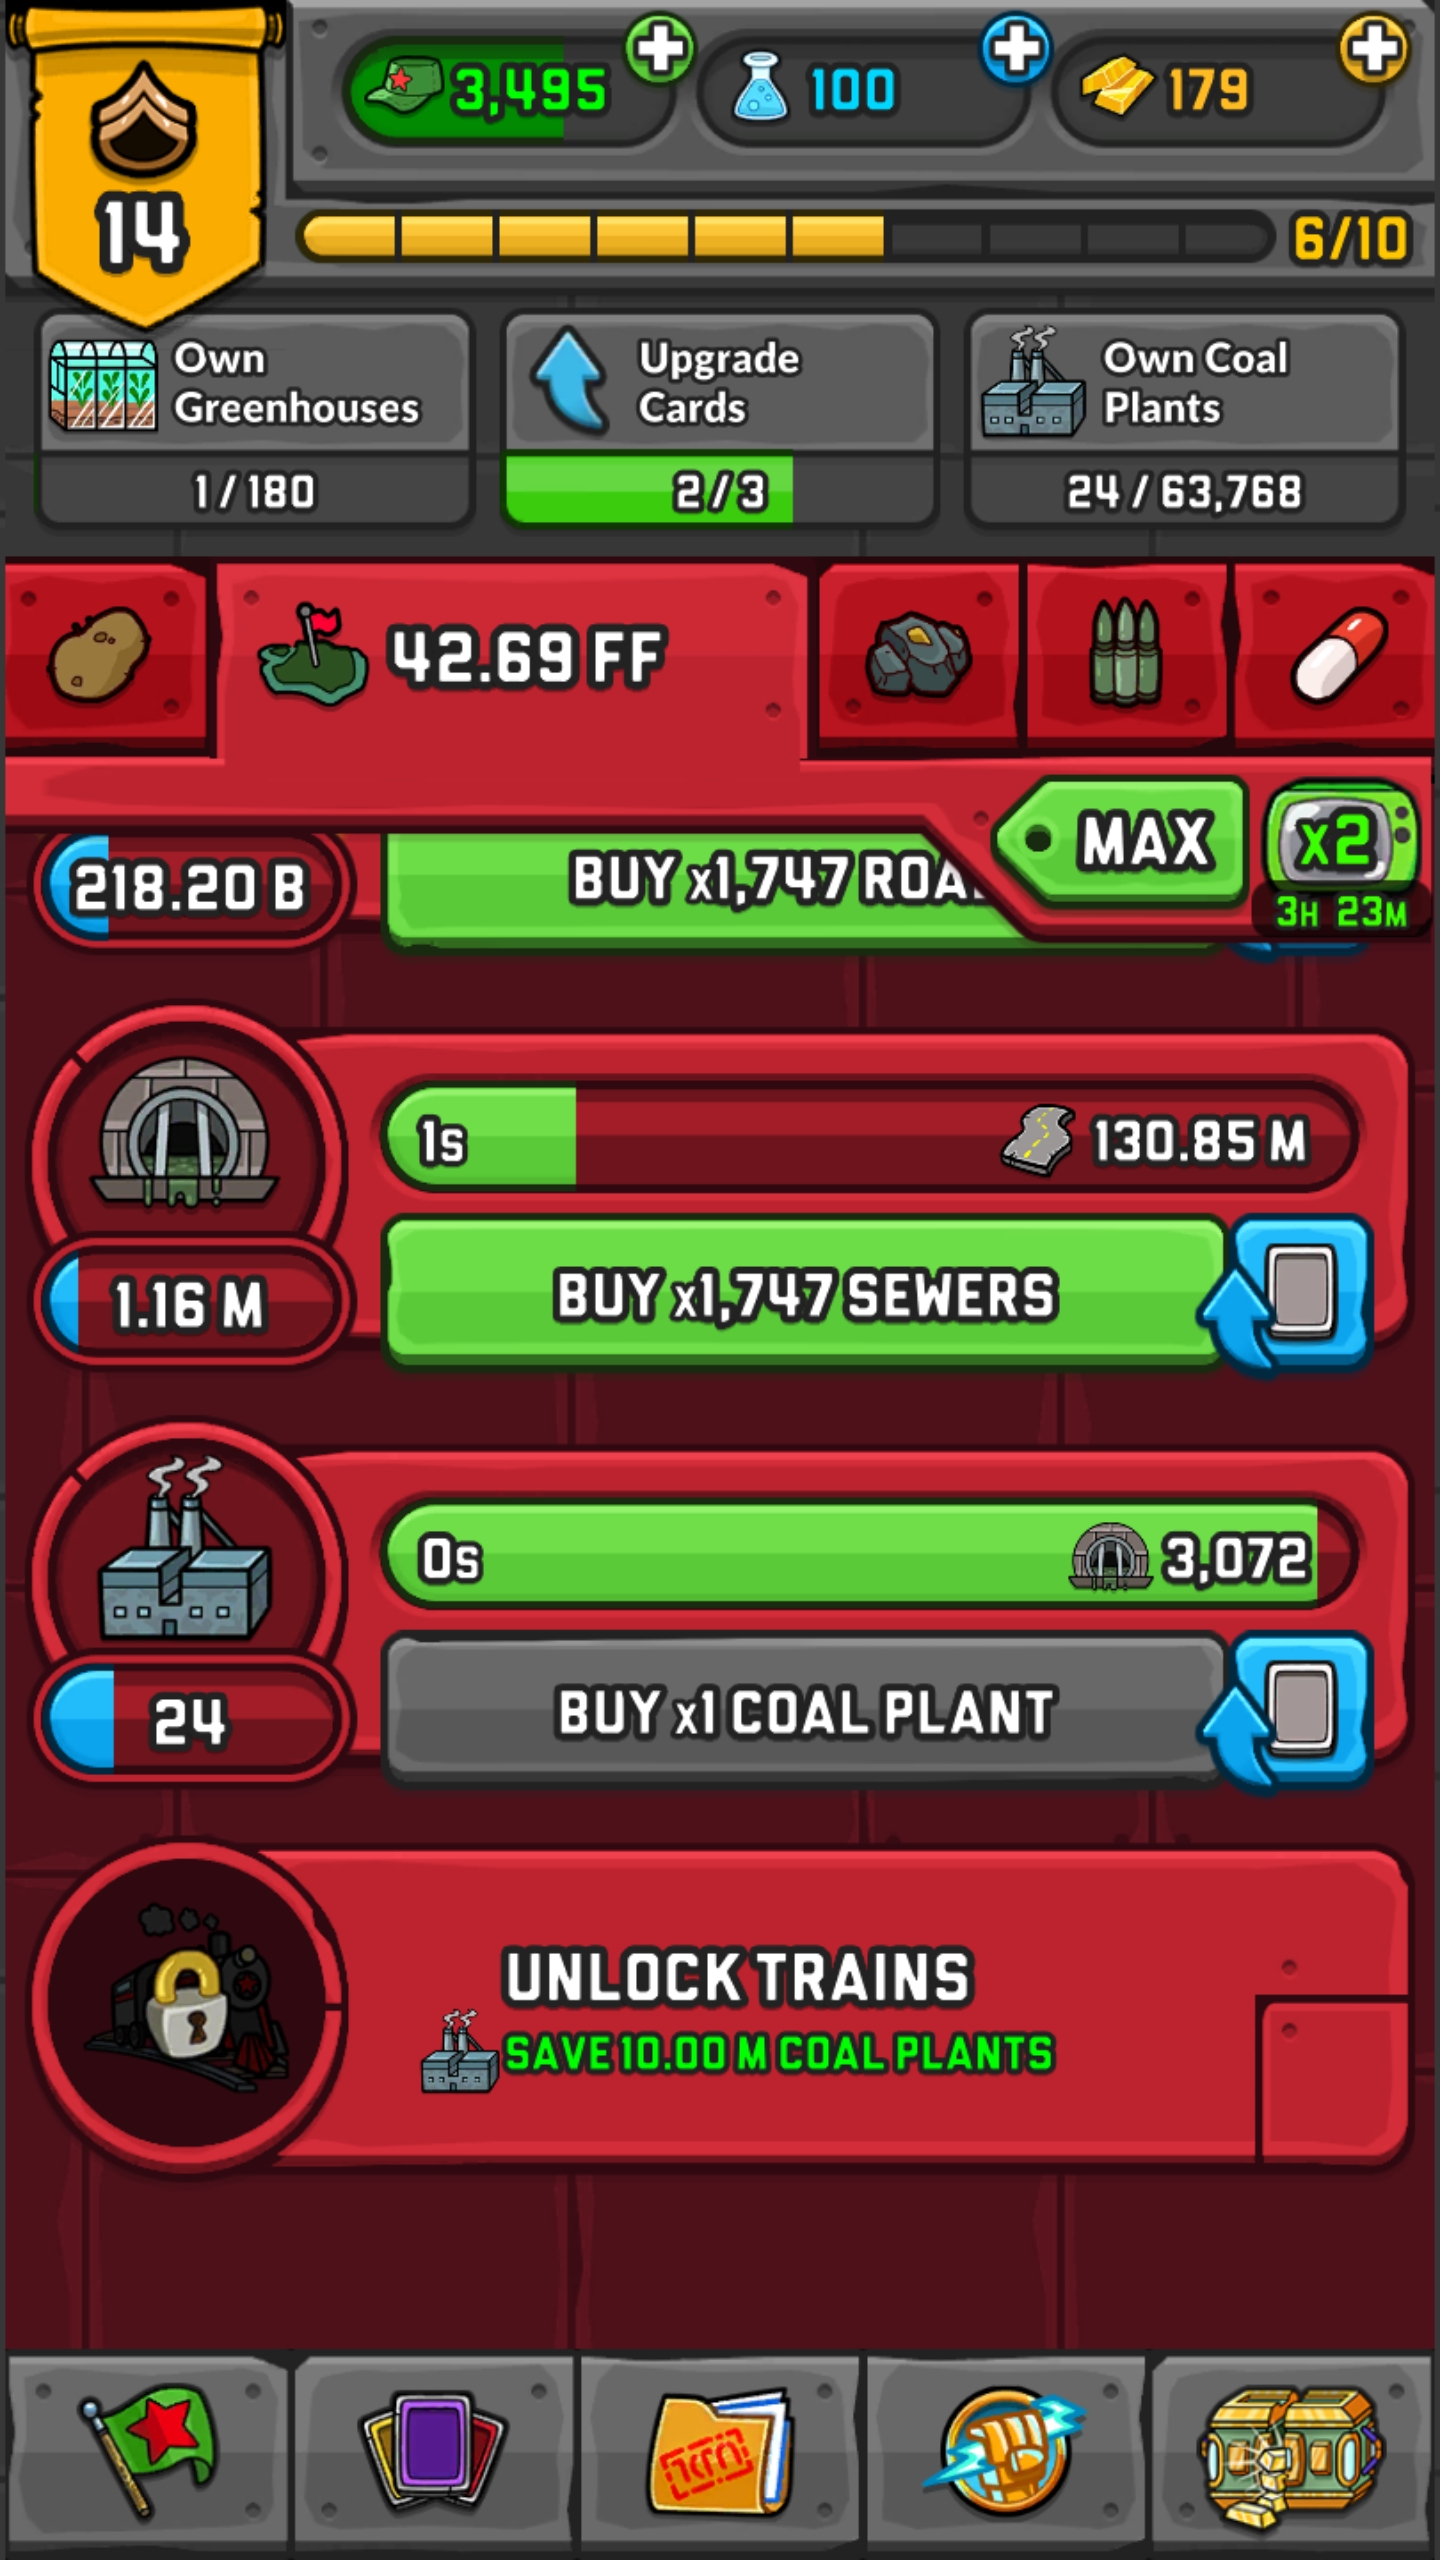 3,495
100
179
14
6/10
Own
Greenhouses
1/180
Upgrade
Cards
2/3
Own Coal
Plants
24/63,768
42.69 FF
MAX
x2
3H 23M
218.20 B
BUY x1,747 ROA
1s
130.85 M
1.16 M
BUY x1,747 SEWERS
0s
3,072
24
BUY x1 COAL PLANT
UNLOCK TRAINS
SAVE 10.00 M COAL PLANTS